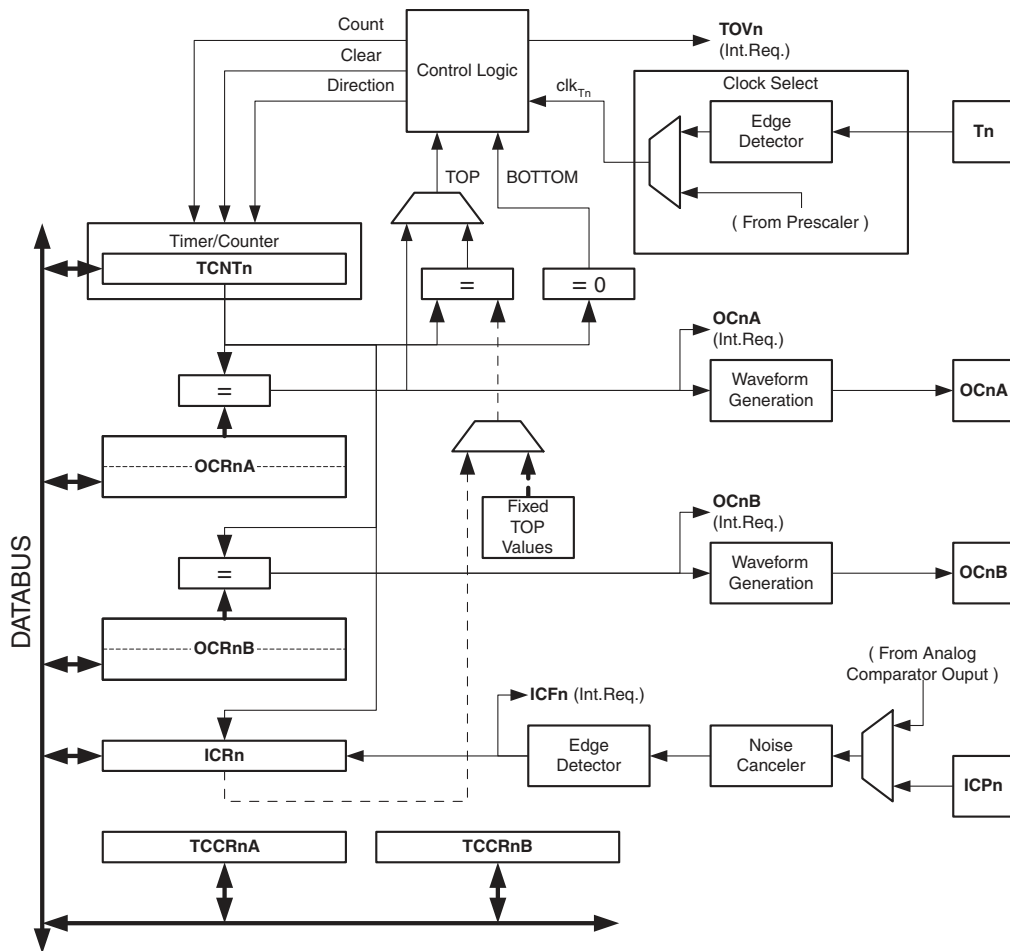 Count
Clear
Direction
Control Logic
TOVn
(Int.Req.)
clkTn
Clock Select
Edge
Detector
Tn
( From Prescaler )
TOP
BOTTOM
Timer/Counter
TCNTn
=
= 0
OCnA
(Int.Req.)
=
Waveform
Generation
OCnA
OCRnA
Fixed
TOP
Values
OCnB
(Int.Req.)
=
Waveform
Generation
OCnB
OCRnB
DATABUS
( From Analog
Comparator Ouput )
ICFn (Int.Req.)
ICRn
Edge
Detector
Noise
Canceler
ICPn
TCCRnA
TCCRnB